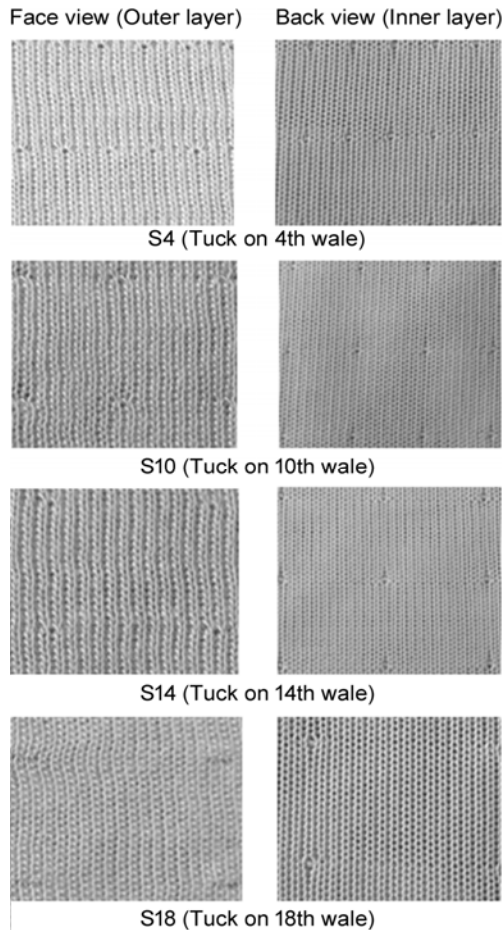 Face view (Outer layer) Back view (Inner layer)
S4 (Tuck on 4th wale)
S10 (Tuck on 10th wale)
S14 (Tuck on 14th wale)
S18 (Tuck on 18th wale)